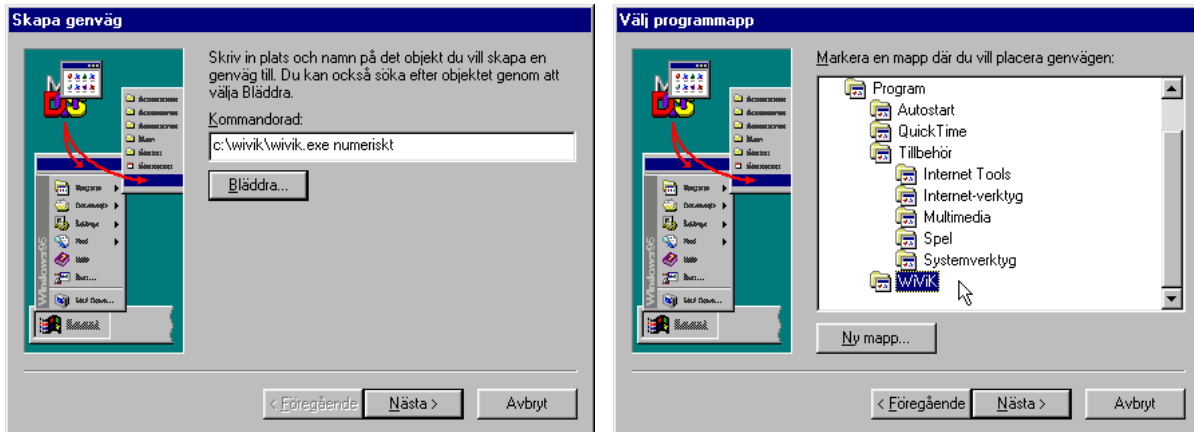 Skapa genväg
Skriv in plats och namn på det objekt du vill skapa en
genväg till. Du kan också söka efter objektet genom att
välja Bläddra.
Kommandorad:
c:\wivik\wivik.exe numeriskt
Bläddra...
Windows95
< Föregående
Nästa >
Avbryt
Välj programmapp
Markera en mapp där du vill placera genvägen:
Program
Autostart
QuickTime
Tillbehör
Internet Tools
Internet-verktyg
Multimedia
Spel
Systemverktyg
WiViK
Ny mapp...
Windows95
< Föregående
Nästa >
Avbryt